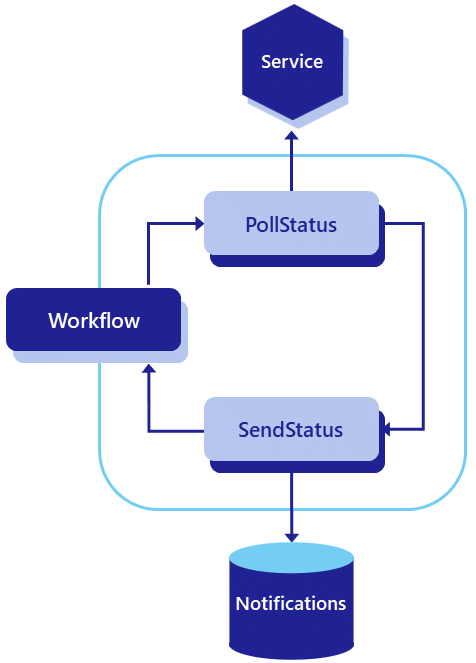 Service
PollStatus
Workflow
SendStatus
Notifications